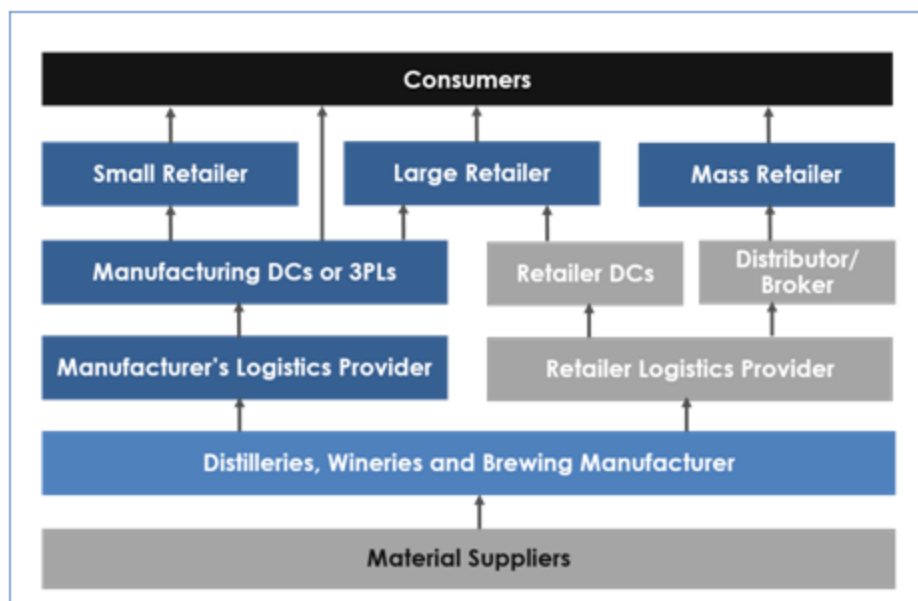 Consumers
Small Retailer
Large Retailer
Mass Retailer
Manufacturing DCs or 3PLs
Retailer DCs
Distributor/
Broker
Manufacturer's Logistics Provider
Retailer Logistics Provider
Distilleries, Wineries and Brewing Manufacturer
Material Suppliers